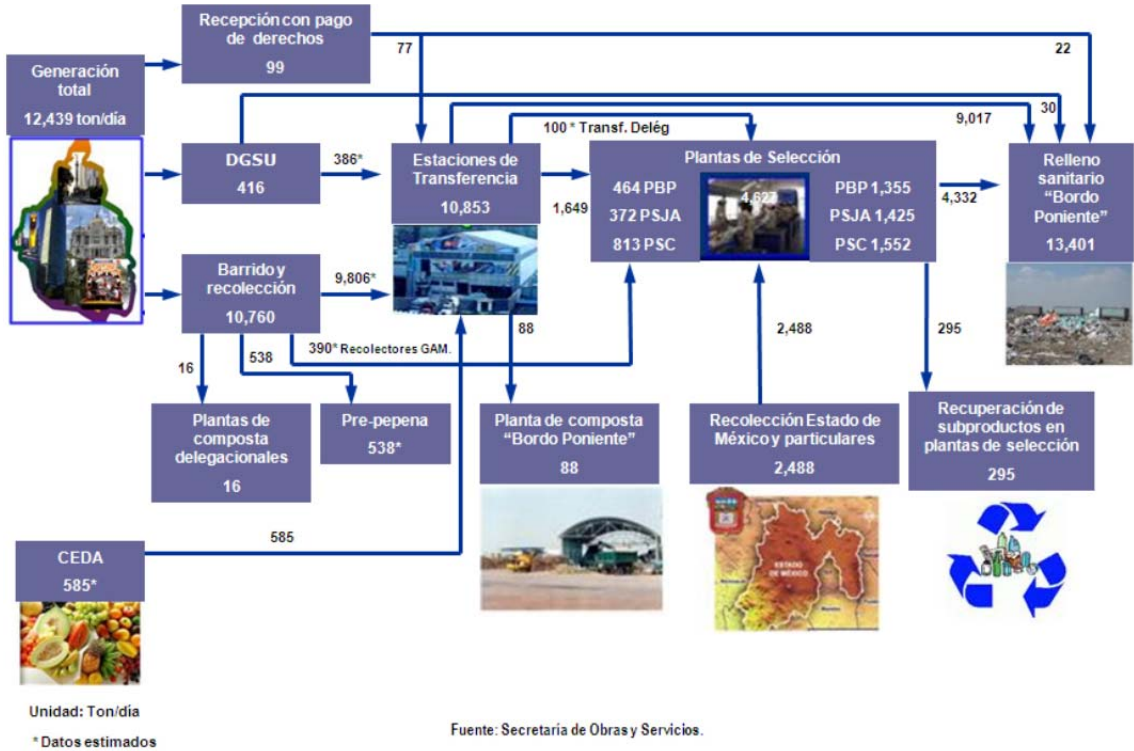 Recepción con pago
de derechos
99
77
22
Generación
total
12,439 ton/día
DGSU
416
386*
Estaciones de
Transferencia
10,853
100 * Transf. Delég
9,017
30
1,649
Plantas de Selección
464 PBP
372 PSJA
813 PSC
4,627
PBP 1,355
PSJA 1,425
PSC 1,552
4,332
Relleno
sanitario
“Bordo
Poniente”
13,401
Barrido y
recolección
10,760
9,806*
16
538
390* Recolectores GAM.
88
2,488
295
Plantas de
composta
delegacionales
16
Pre-pepena
538*
Planta de composta
“Bordo Poniente”
88
Recolección Estado de
México y particulares
2,488
Recuperación de
subproductos en
plantas de selección
295
CEDA
585*
585
ESTADO
DE MÉXICO
Unidad: Ton/día
* Datos estimados
Fuente: Secretaría de Obras y Servicios.